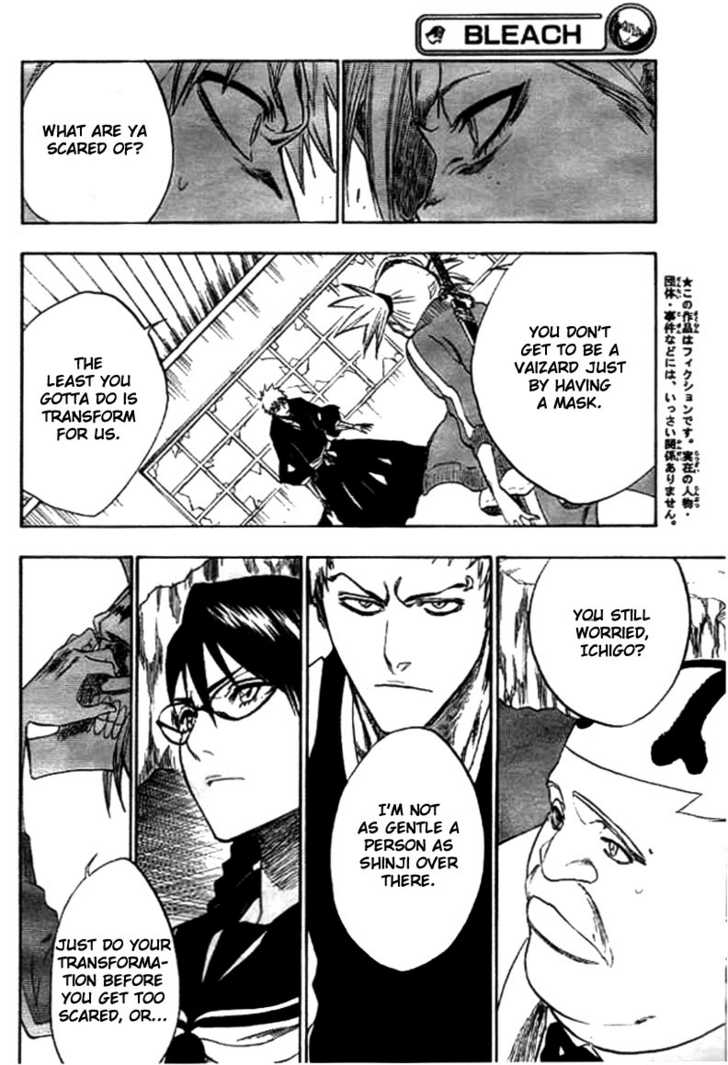 BLEACH
WHAT ARE YA
SCARED OF?
YOU DON'T
GET TO BE A
VAIZARD JUST
BY HAVING
A MASK.
THE
LEAST YOU
GOTTA DO IS
TRANSFORM
FOR US.
★この作品はフィクションです。実在の人物・
団体・事件などには、いっさい関係ありません。
YOU STILL
WORRIED,
ICHIGO?
I'M NOT
AS GENTLE A
PERSON AS
SHINJI OVER
THERE.
JUST DO YOUR
TRANSFORMA-
TION BEFORE
YOU GET TOO
SCARED, OR...